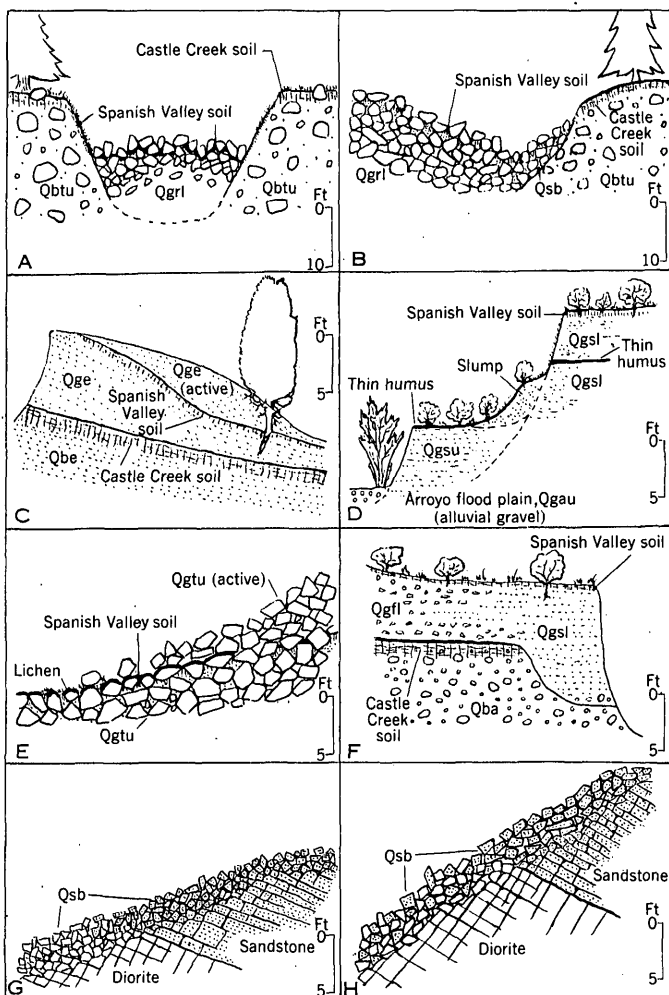 Castle Creek soil
Spanish Valley soil
Qbtu
Qgrl
Qbtu
Ft
0
10
A
Spanish Valley soil
Castle
Creek
soil
Qgrl
Qsb
Qbtu
Ft
0
10
B
Qge
Qge
(active)
Spanish
Valley
soil
Qbe
Castle Creek soil
Ft
0
5
C
Spanish Valley soil
Qgsl
Thin
humus
Slump
Thin humus
Qgsl
Qgsu
Ft
0
Arroyo flood plain, Qgau
(alluvial gravel)
5
D
Qgtu (active)
Spanish Valley soil
Lichen
Qgtu
Ft
0
5
E
Spanish Valley soil
Qgfl
Qgsl
Castle
Creek
soil
Qba
Ft
0
5
F
Qsb
Sandstone
Diorite
Ft
0
5
G
Qsb
Sandstone
Diorite
Ft
0
5
H